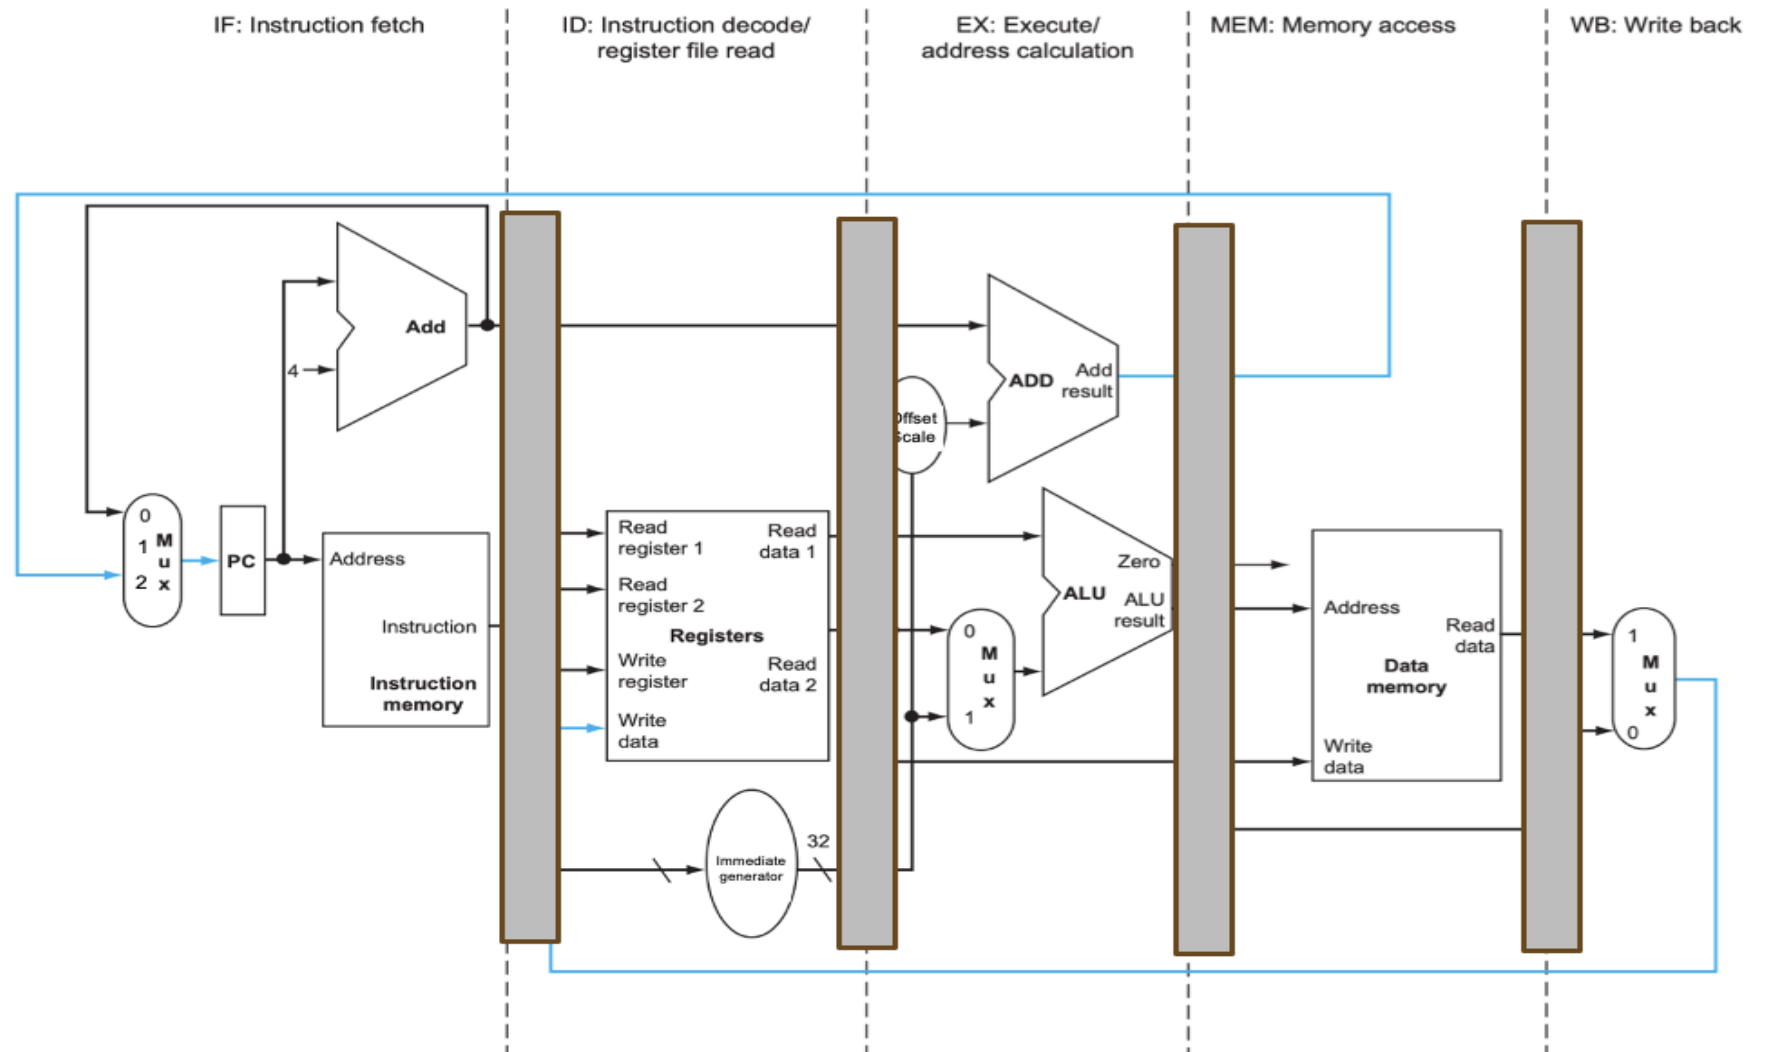 IF: Instruction fetch
ID: Instruction decode/
register file read
EX: Execute/
address calculation
MEM: Memory access
WB: Write back
Add
4
ADD
Add
result
Scale
0
1
2
M
u
x
PC
Address
Instruction
Instruction
memory
Read
register 1
Read
register 2
Write
register
Write
data
Registers
Read
data 1
Read
data 2
Immediate
generator
32
0
M
u
x
1
Zero
ALU
ALU
result
Address
Read
data
Data
memory
Write
data
1
M
u
x
0